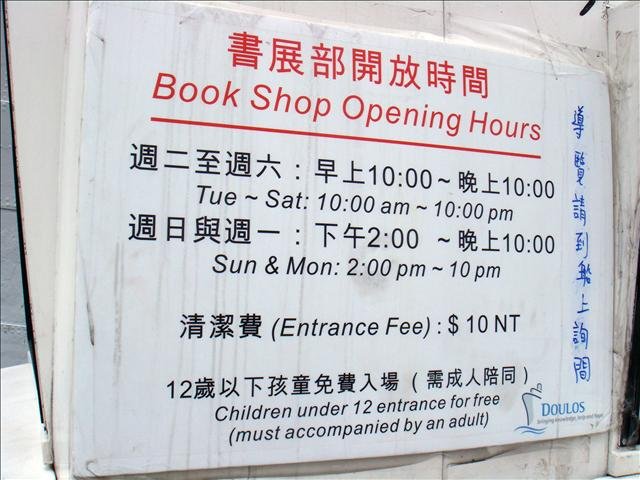 書展部開放時間
Book Shop Opening Hours
週二至週六：早上10:00～晚上10:00
Tue ~ Sat: 10:00 am ~ 10:00 pm
週日與週一：下午2:00 ～晚上10:00
Sun & Mon: 2:00 pm ~ 10 pm
清潔費 (Entrance Fee) : $ 10 NT
12歲以下孩童免費入場（需成人陪同）
Children under 12 entrance for free
(must accompanied by an adult)
DOULOS
bringing knowledge, help and hope
導覽請到船上詢問